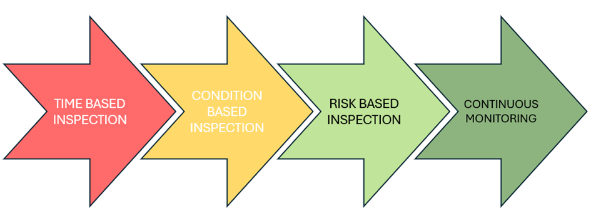 TIME BASED
INSPECTION
CONDITION
BASED
INSPECTION
RISK BASED
INSPECTION
CONTINUOUS
MONITORING